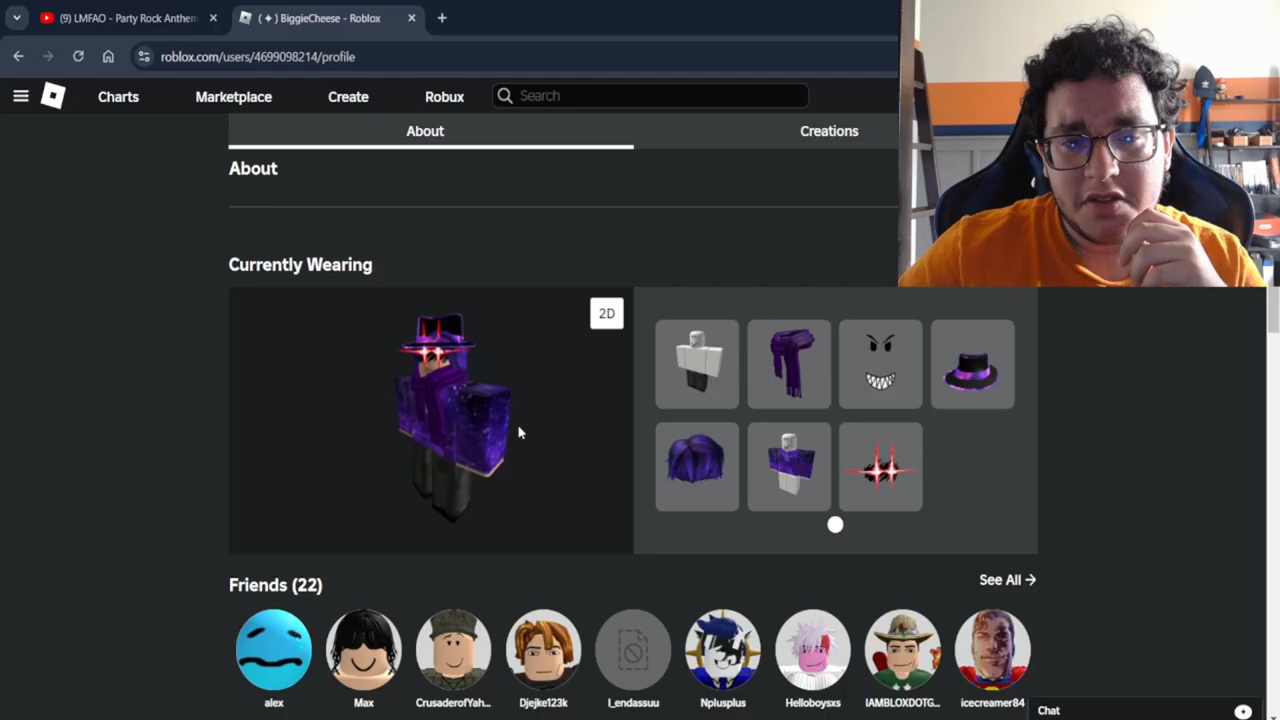 (9) LMFAO - Party Rock Anthem
(✦) BiggieCheese - Roblox
roblox.com/users/4699098214/profile
Charts
Marketplace
Create
Robux
Search
About
Creations
About
Currently Wearing
2D
Friends (22)
See All →
alex
Max
CrusaderofYah...
Djejke123k
l_endassuu
Nplusplus
Helloboysxs
IAMBLOXDOTG...
icecreamer84
Chat